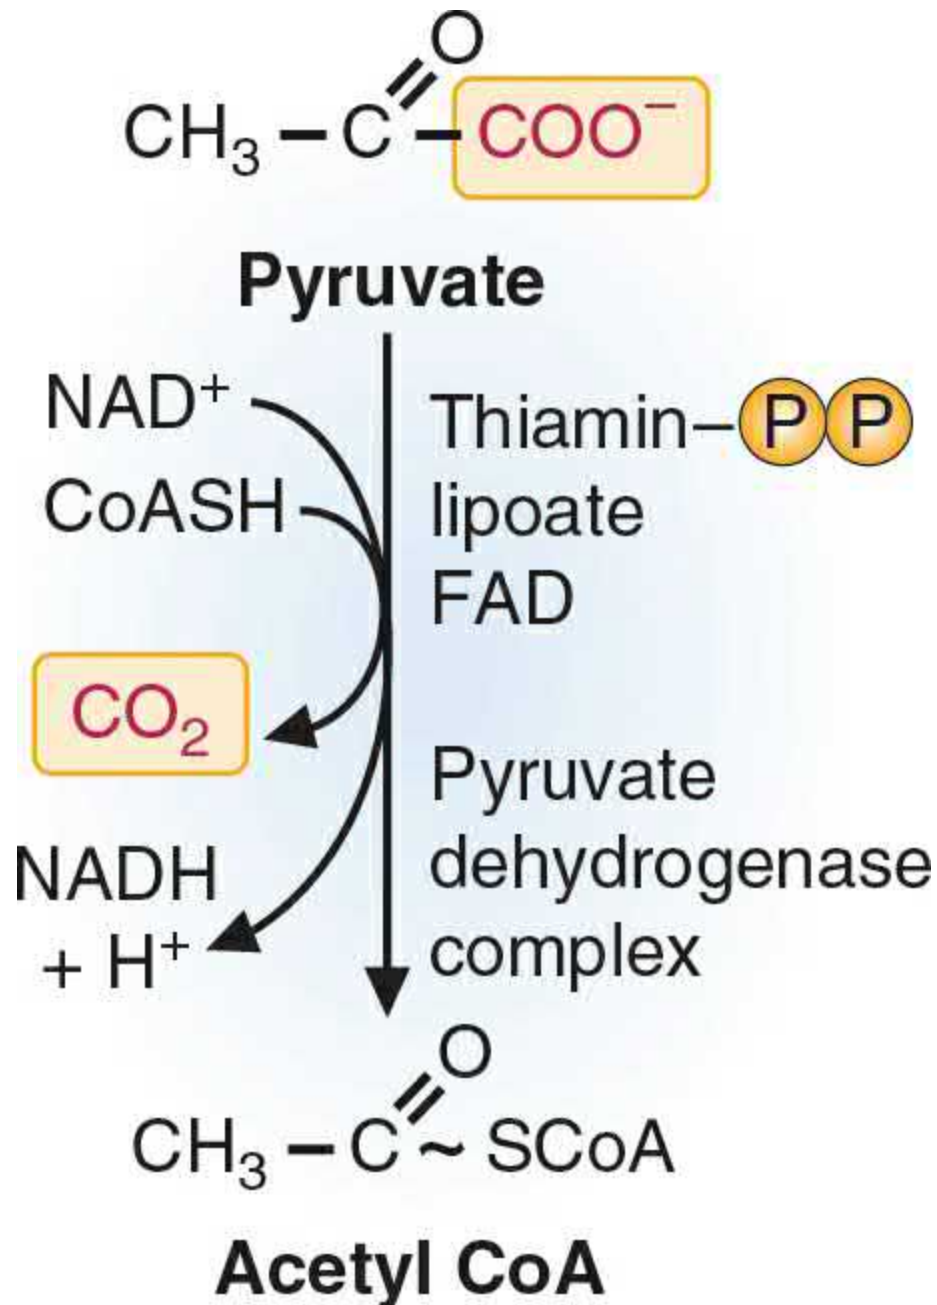 O
CH₃ – C – COO⁻
Pyruvate
NAD⁺
CoASH
Thiamin–PP
lipoate
FAD
CO₂
NADH
+ H⁺
Pyruvate
dehydrogenase
complex
O
CH₃ – C ~ SCoA
Acetyl CoA